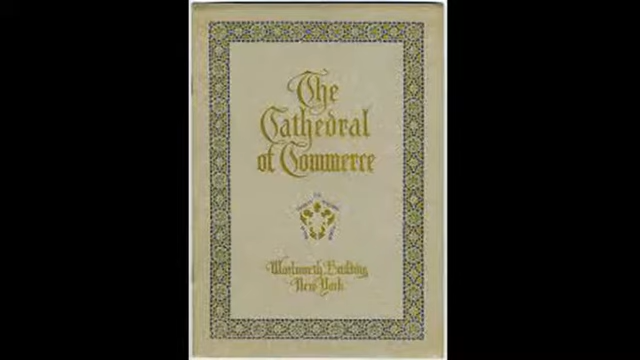 The
Cathedral
of Commerce
Woolworth Building
New York